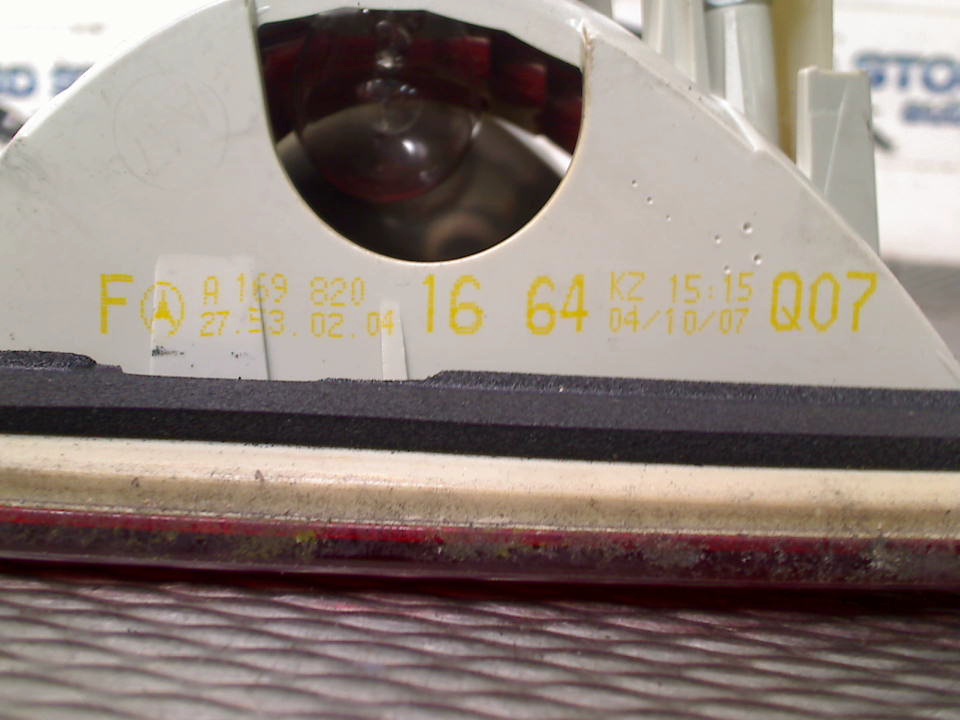 F A 169 820 16 64 KZ 15:15 Q07
27.53.02.04 04/10/07